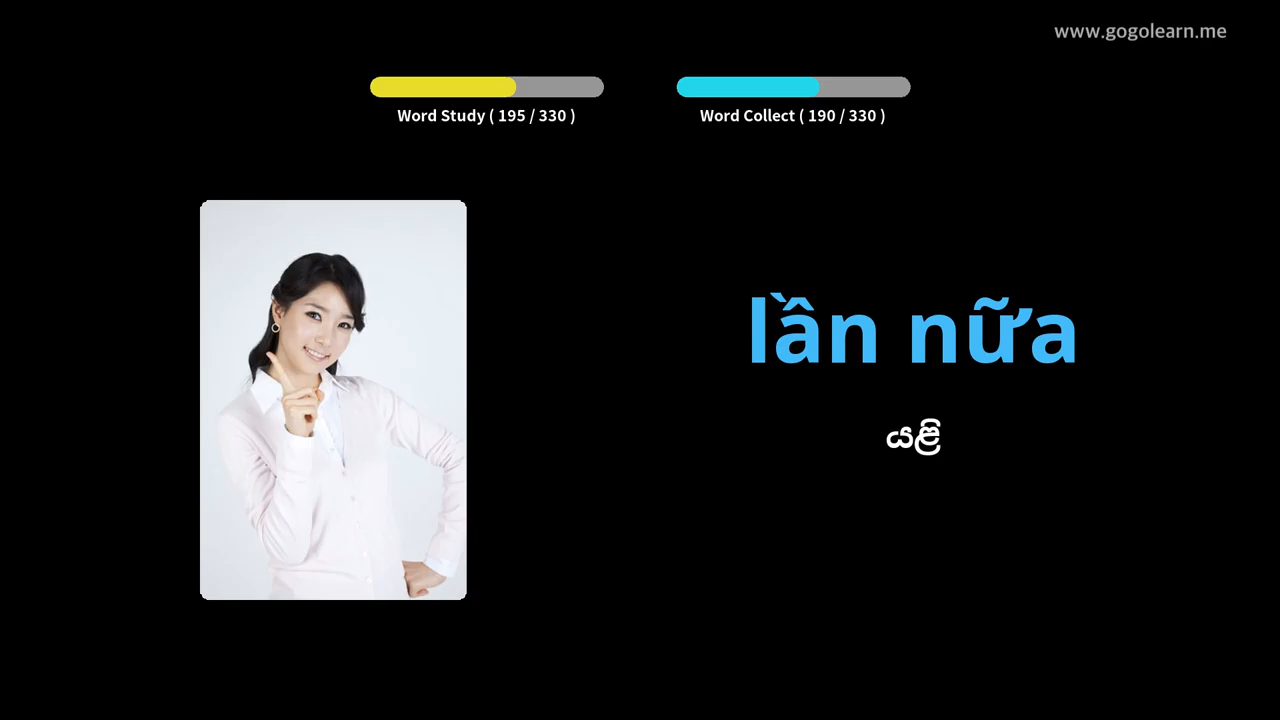 www.gogolearn.me
Word Study ( 195 / 330 )
Word Collect ( 190 / 330 )
lần nữa
යළි